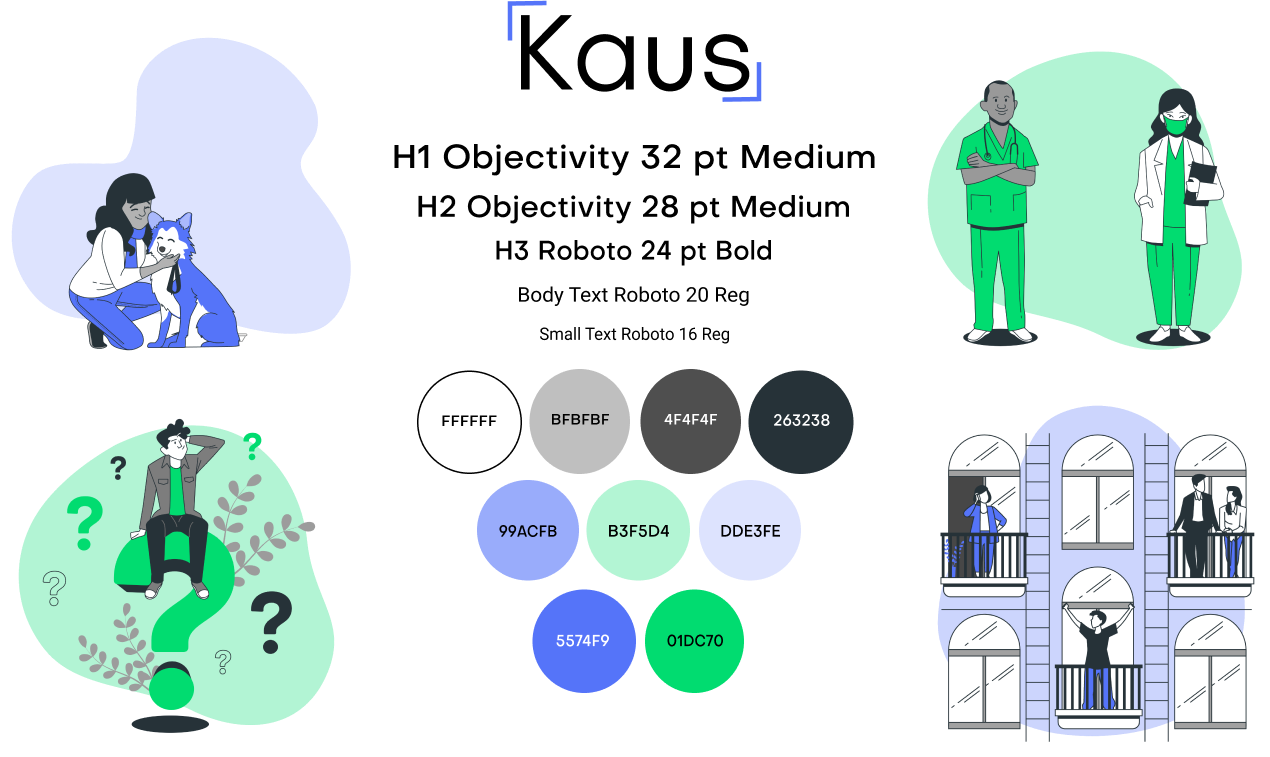 Kaus
H1 Objectivity 32 pt Medium
H2 Objectivity 28 pt Medium
H3 Roboto 24 pt Bold
Body Text Roboto 20 Reg
Small Text Roboto 16 Reg
FFFFFF
BFBFBF
4F4F4F
263238
99ACFB
B3F5D4
DDE3FE
5574F9
01DC70
?
?
?
?
?
?